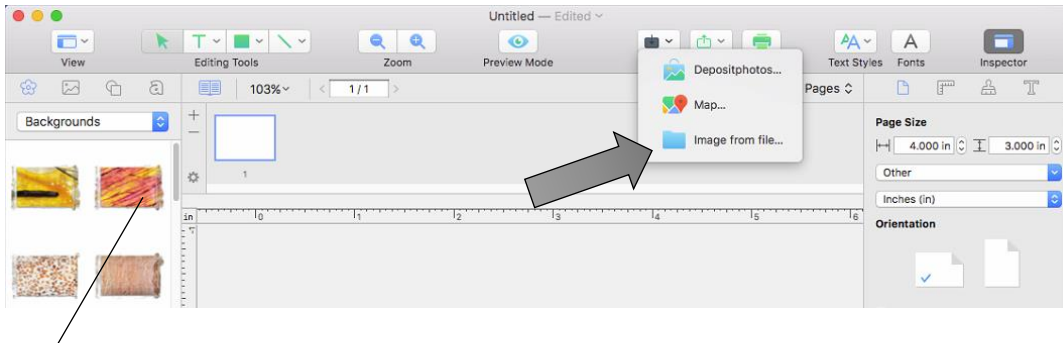 Untitled — Edited
View
Editing Tools
Zoom
Preview Mode
Text Styles
Fonts
Inspector
Depositphotos...
Map...
Image from file...
103%
1 / 1
Pages
Backgrounds
Page Size
4.000 in
3.000 in
Other
Inches (in)
Orientation
1
in 0 1 2 3 4 5 6